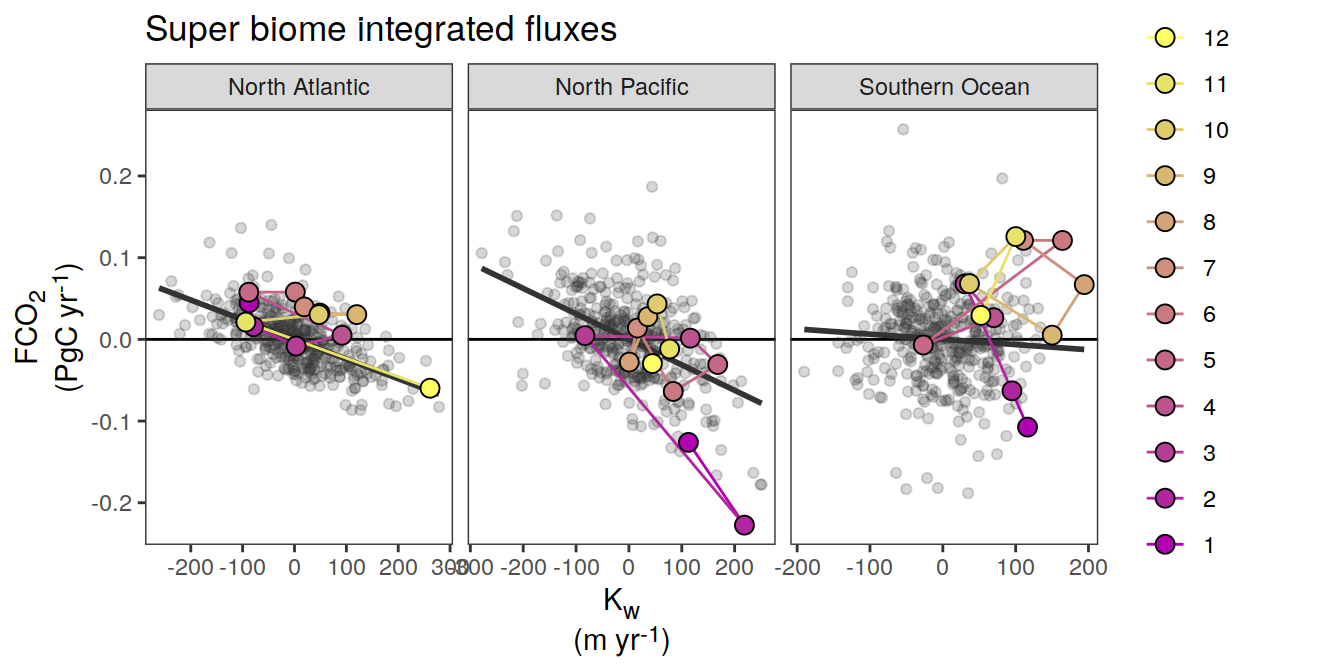 Super biome integrated fluxes
North Atlantic
North Pacific
Southern Ocean
FCO2
(PgC yr-1)
0.2
0.1
0.0
-0.1
-0.2
-200 -100 0 100 200 300
-300 -200 -100 0 100 200
-200 -100 0 100 200
Kw
(m yr-1)
12
11
10
9
8
7
6
5
4
3
2
1